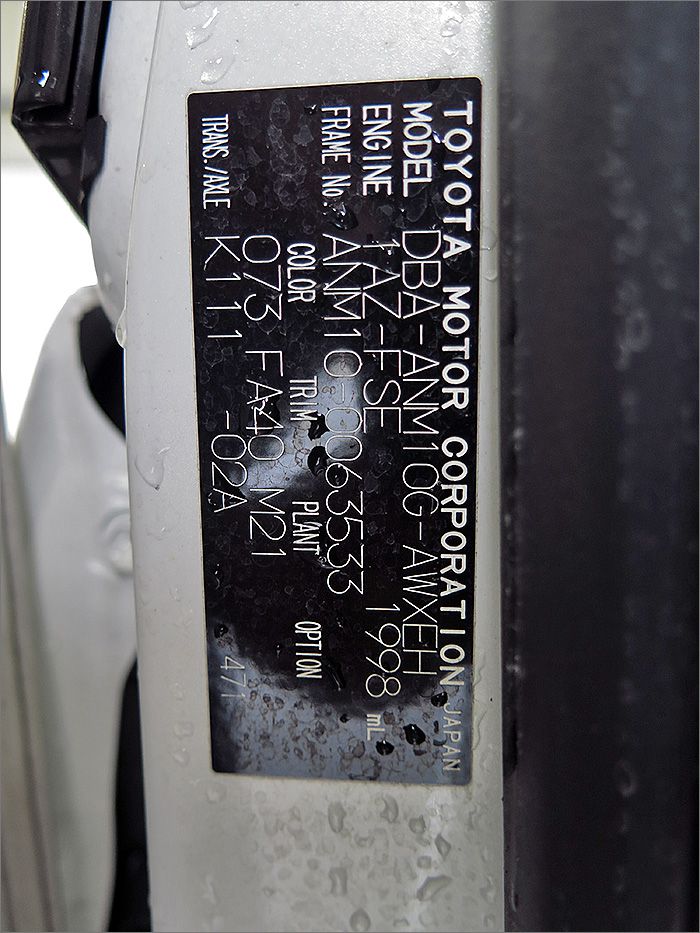 TOYOTA MOTOR CORPORATION JAPAN
MODEL DBA-ANM10G-AWXEH
ENGINE 1AZ-FSE 1998 mL
FRAME No. ANM10-0063533
COLOR TRIM PLANT OPTION
073 FA40 M21
TRANS./AXLE K111 -02A 471